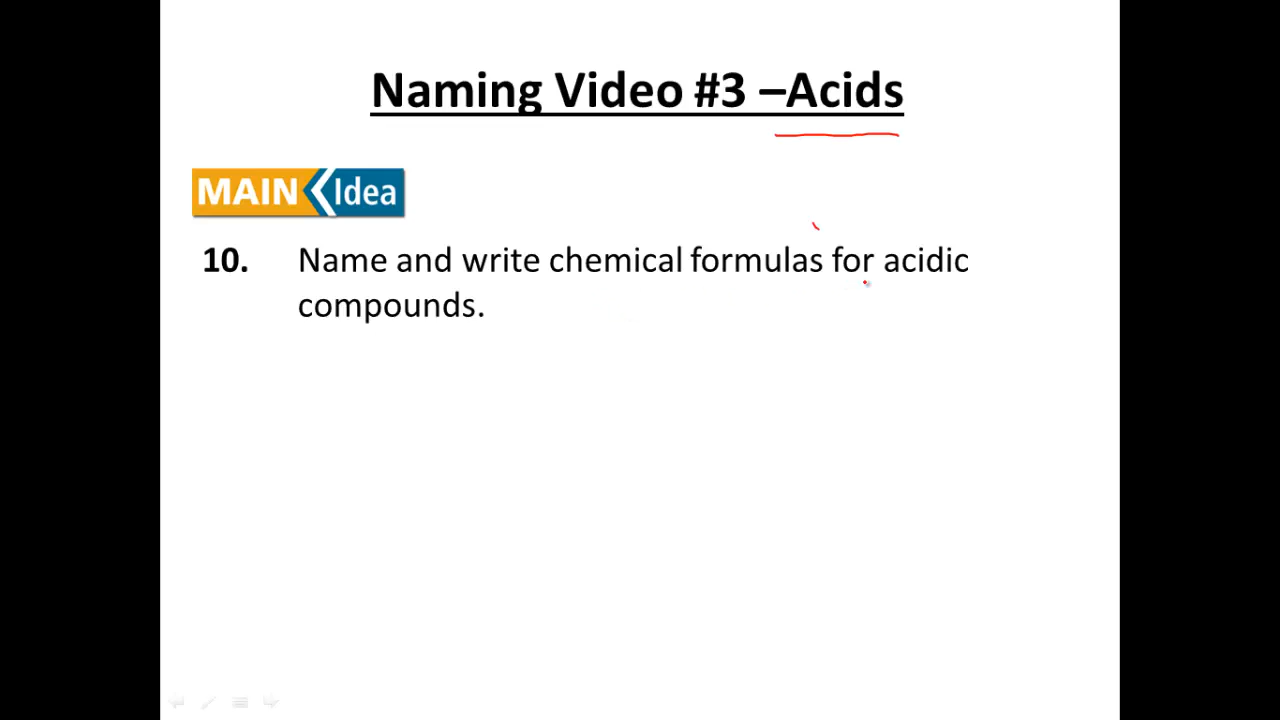 Naming Video #3 –Acids
MAIN Idea
10. Name and write chemical formulas for acidic
compounds.